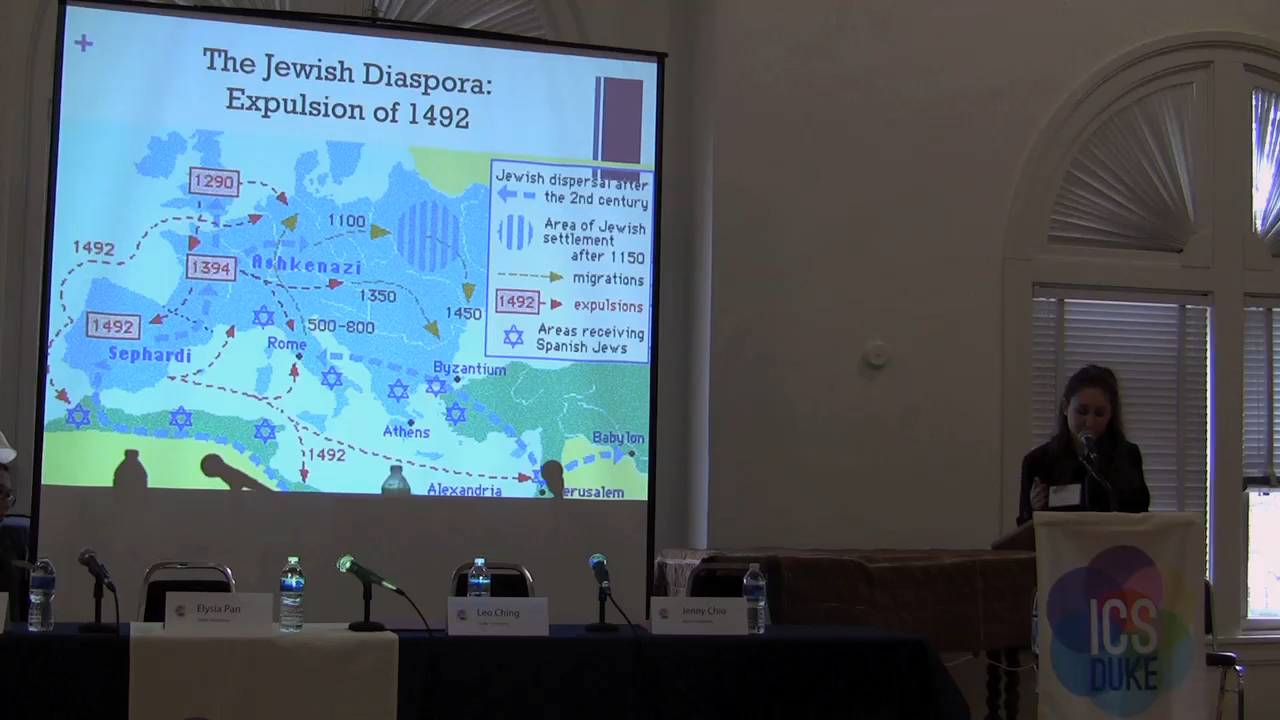 +
The Jewish Diaspora:
Expulsion of 1492
1290
1492
1100
1394
Ashkenazi
1350
1450
1492
500-800
Sephardi
Rome
Byzantium
Athens
Babylon
1492
Alexandria
erusalem
Jewish dispersal after
the 2nd century
Area of Jewish
settlement
after 1150
migrations
1492
expulsions
Areas receiving
Spanish Jews
Elysia Pan
Leo Ching
Jenny Chio
ICS
DUKE